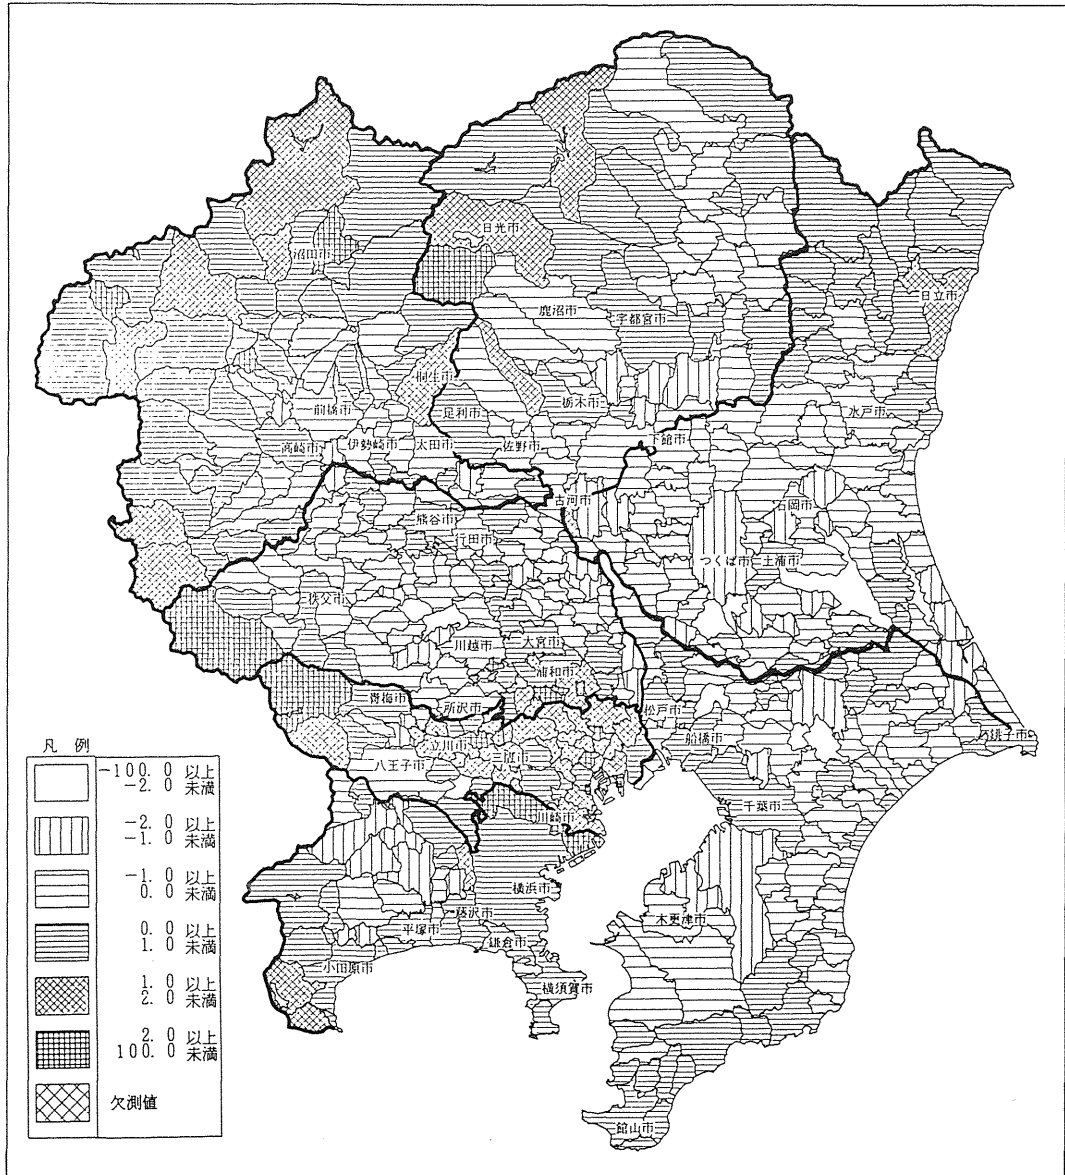 沼田市
日光市
日立市
鹿沼市
宇都宮市
桐生市
栃木市
前橋市
足利市
水戸市
高崎市
伊勢崎市
太田市
佐野市
下館市
古河市
石岡市
熊谷市
行田市
つくば市
土浦市
秩父市
川越市
大宮市
浦和市
青梅市
所沢市
松戸市
銚子市
立川市
三鷹市
船橋市
八王子市
千葉市
川崎市
横浜市
藤沢市
木更津市
平塚市
鎌倉市
小田原市
横須賀市
館山市
凡例
-100.0 以上
-2.0 未満
-2.0 以上
-1.0 未満
-1.0 以上
0.0 未満
0.0 以上
1.0 未満
1.0 以上
2.0 未満
2.0 以上
100.0 未満
欠測値